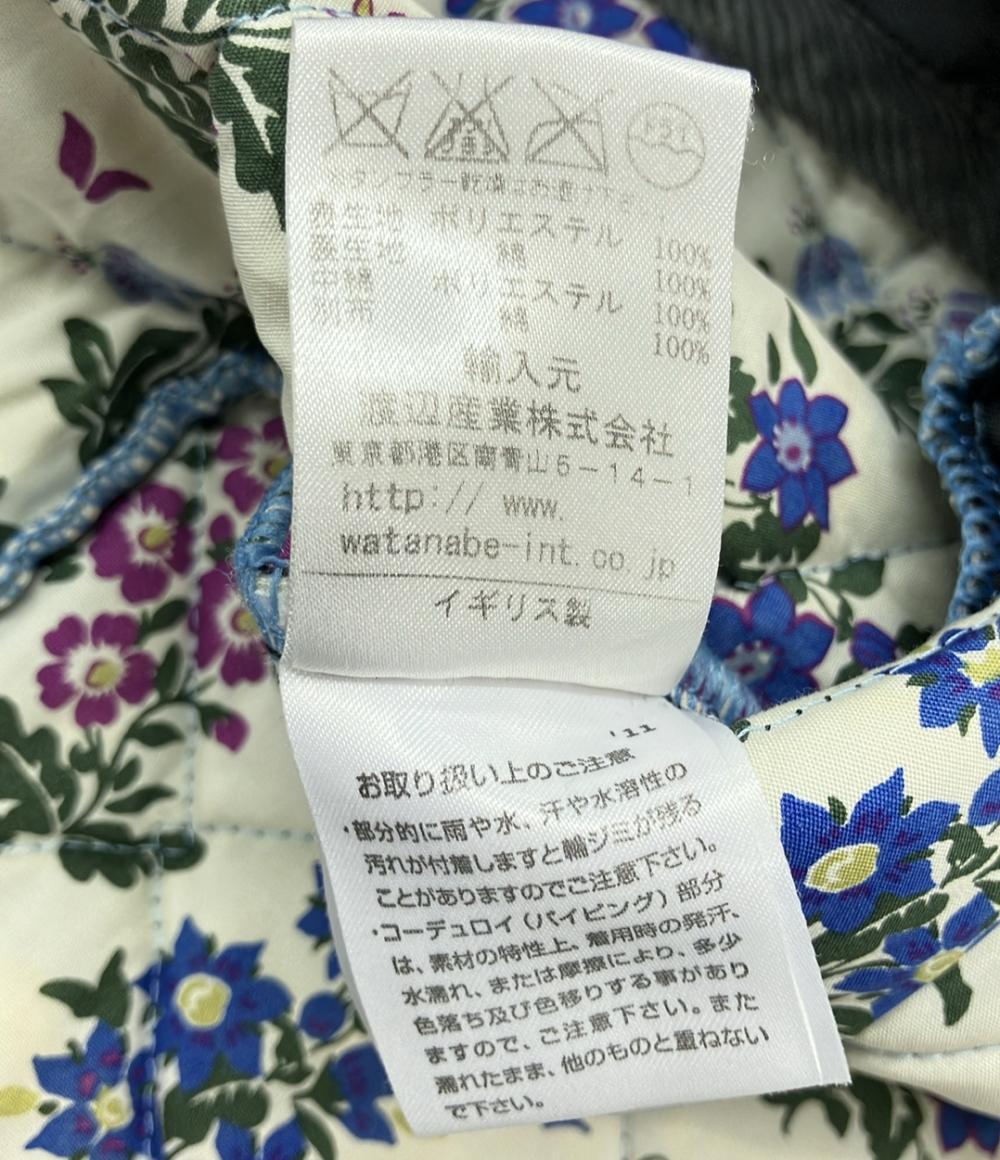 エンソフ
タンブラー乾燥はお避け下さい
表生地 ポリエステル 100%
裏生地 綿 100%
中綿 ポリエステル 100%
別布 綿 100%
輸入元
渡辺産業株式会社
東京都港区南青山6-14-1
http://www.
watanabe-int.co.jp
イギリス製
'11
お取り扱い上のご注意
・部分的に雨や水、汗や水溶性の
汚れが付着しますと輪ジミが残る
ことがありますのでご注意下さい。
・コーデュロイ(パイピング)部分
は、素材の特性上、着用時の発汗、
水濡れ、または摩擦により、多少
色落ち及び色移りする事があり
ますので、ご注意下さい。また
濡れたまま、他のものと重ねない
で下さい。